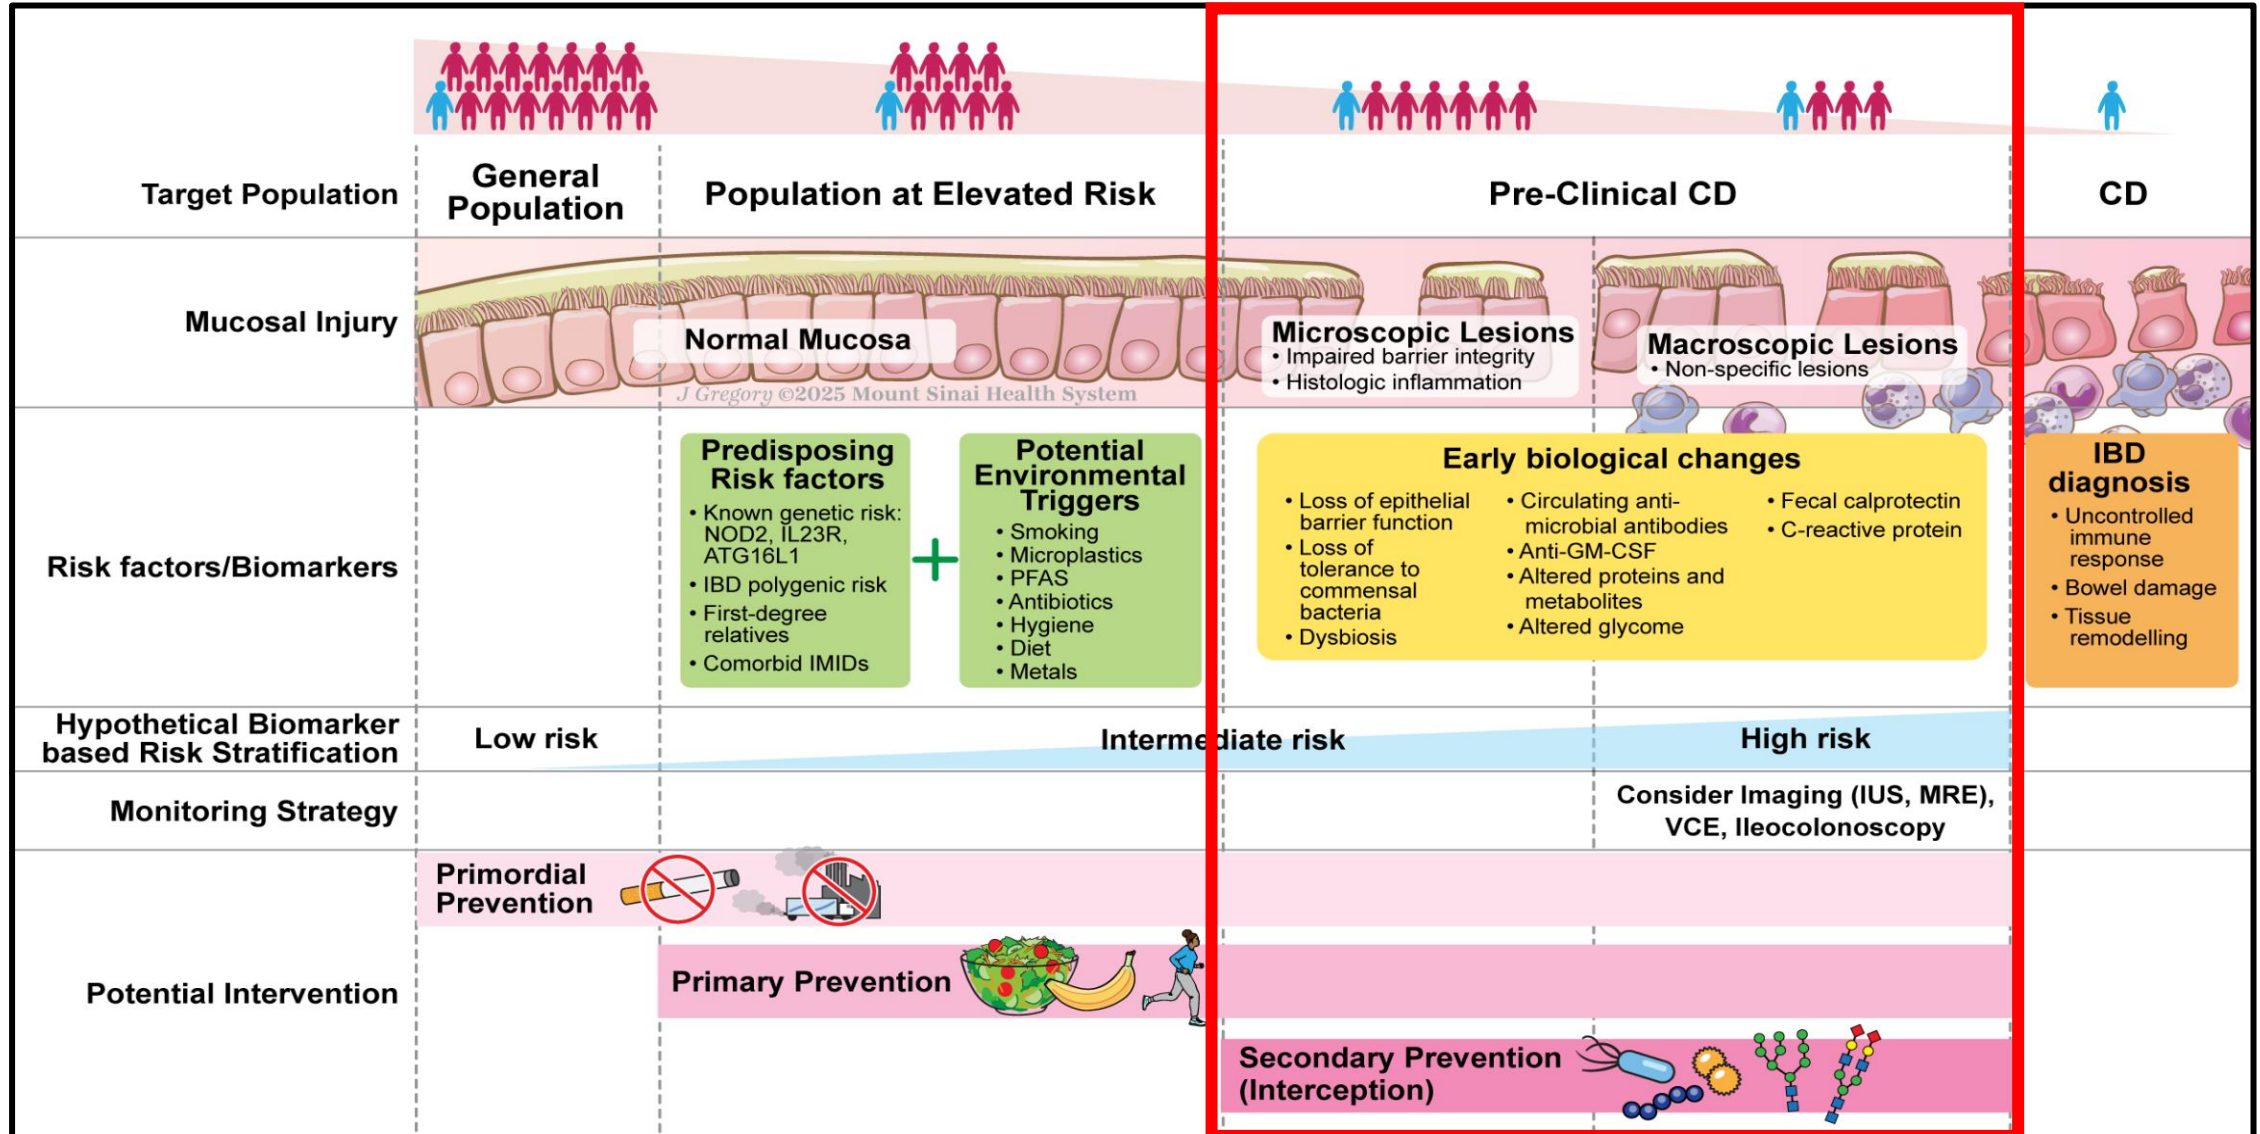 Target Population
General
Population
Population at Elevated Risk
Pre-Clinical CD
CD
Mucosal Injury
Normal Mucosa
J Gregory ©2025 Mount Sinai Health System
Microscopic Lesions
• Impaired barrier integrity
• Histologic inflammation
Macroscopic Lesions
• Non-specific lesions
Risk factors/Biomarkers
Predisposing
Risk factors
• Known genetic risk:
NOD2, IL23R,
ATG16L1
• IBD polygenic risk
• First-degree
relatives
• Comorbid IMIDs
+
Potential
Environmental
Triggers
• Smoking
• Microplastics
• PFAS
• Antibiotics
• Hygiene
• Diet
• Metals
Early biological changes
• Loss of epithelial
barrier function
• Loss of
tolerance to
commensal
bacteria
• Dysbiosis
• Circulating anti-
microbial antibodies
• Anti-GM-CSF
• Altered proteins and
metabolites
• Altered glycome
• Fecal calprotectin
• C-reactive protein
IBD
diagnosis
• Uncontrolled
immune
response
• Bowel damage
• Tissue
remodelling
Hypothetical Biomarker
based Risk Stratification
Low risk
Intermediate risk
High risk
Monitoring Strategy
Consider Imaging (IUS, MRE),
VCE, Ileocolonoscopy
Potential Intervention
Primordial
Prevention
Primary Prevention
Secondary Prevention
(Interception)